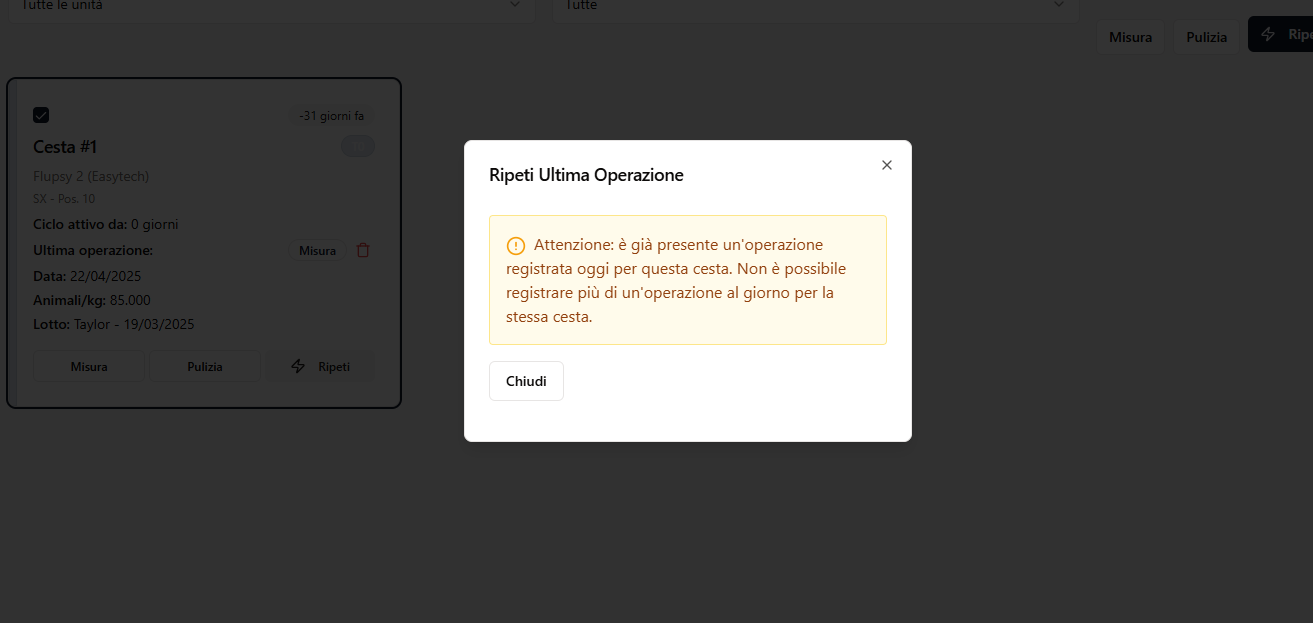 Tutte le unità
Tutte
Misura
Pulizia
Ripe
-31 giorni fa
Cesta #1
Flupsy 2 (Easytech)
SX - Pos. 10
Ciclo attivo da: 0 giorni
Ultima operazione:
Misura
Data: 22/04/2025
Animali/kg: 85.000
Lotto: Taylor - 19/03/2025
Misura
Pulizia
Ripeti
Ripeti Ultima Operazione
Attenzione: è già presente un'operazione
registrata oggi per questa cesta. Non è possibile
registrare più di un'operazione al giorno per la
stessa cesta.
Chiudi